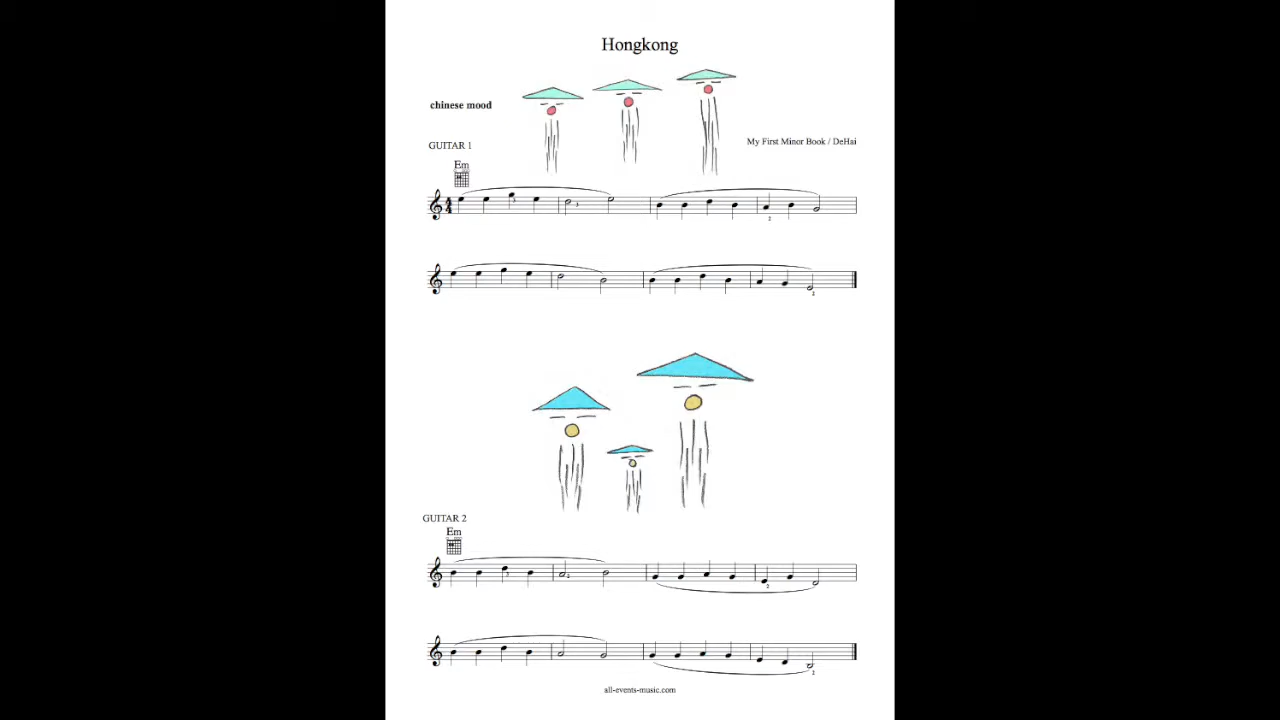 Hongkong
chinese mood
GUITAR 1
My First Minor Book / DeHai
Em
GUITAR 2
Em
all-events-music.com